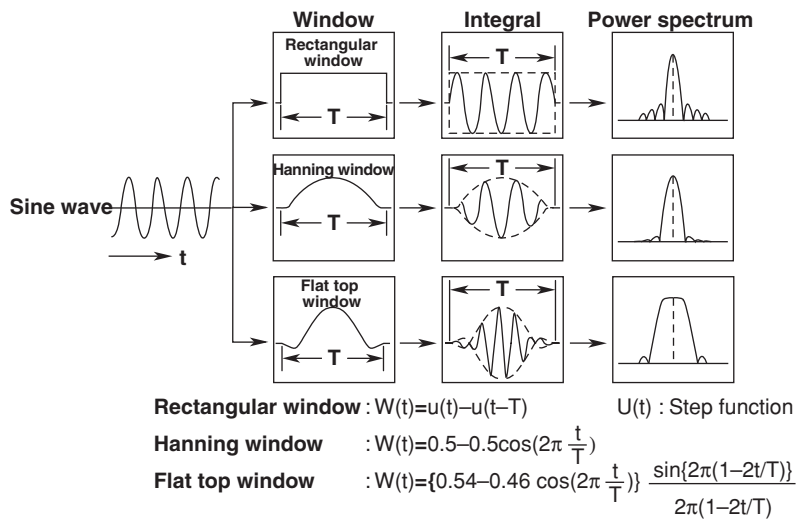 Window Integral Power spectrum
Rectangular
window
T
T
Hanning window
T
T
Sine wave
t
Flat top
window
T
T
Rectangular window : W(t)=u(t)–u(t–T) U(t) : Step function
Hanning window : W(t)=0.5–0.5cos(2π t/T)
Flat top window : W(t)={0.54–0.46 cos(2π t/T)} sin{2π(1–2t/T)} / 2π(1–2t/T)